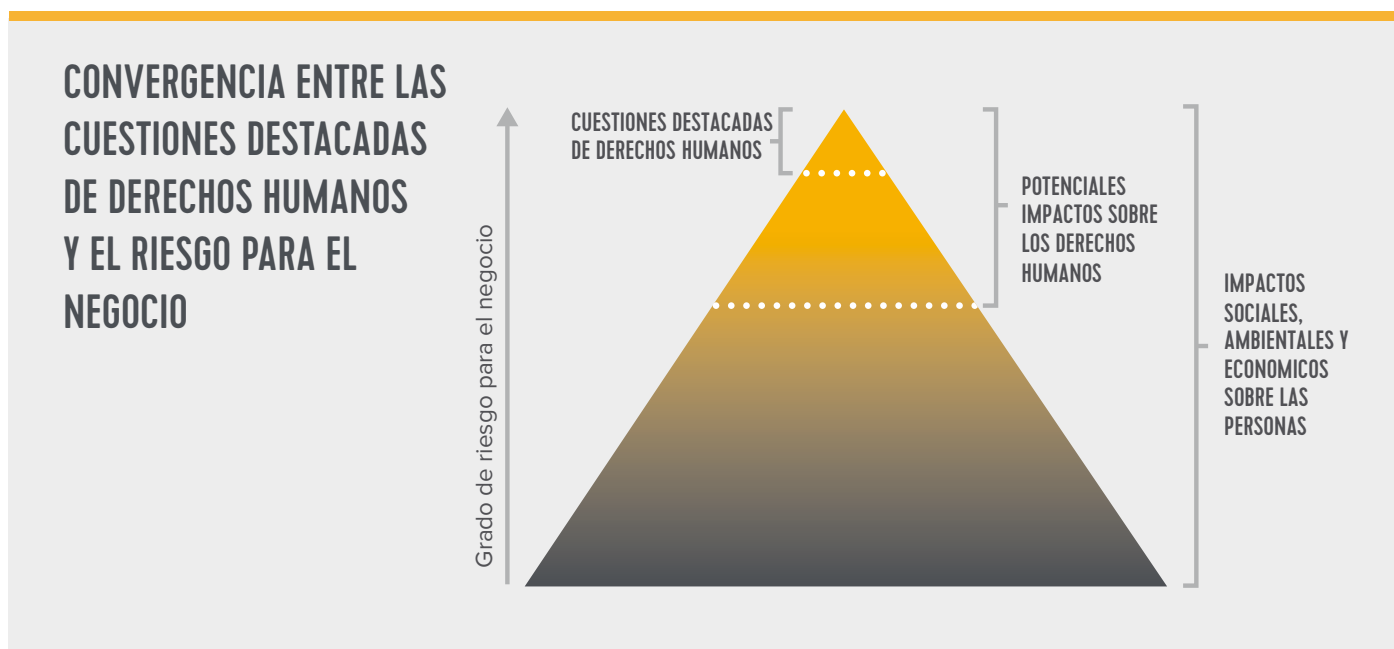 CONVERGENCIA ENTRE LAS
CUESTIONES DESTACADAS
DE DERECHOS HUMANOS
Y EL RIESGO PARA EL
NEGOCIO
Grado de riesgo para el negocio
CUESTIONES DESTACADAS
DE DERECHOS HUMANOS
POTENCIALES
IMPACTOS SOBRE
LOS DERECHOS
HUMANOS
IMPACTOS
SOCIALES,
AMBIENTALES Y
ECONOMICOS
SOBRE LAS
PERSONAS